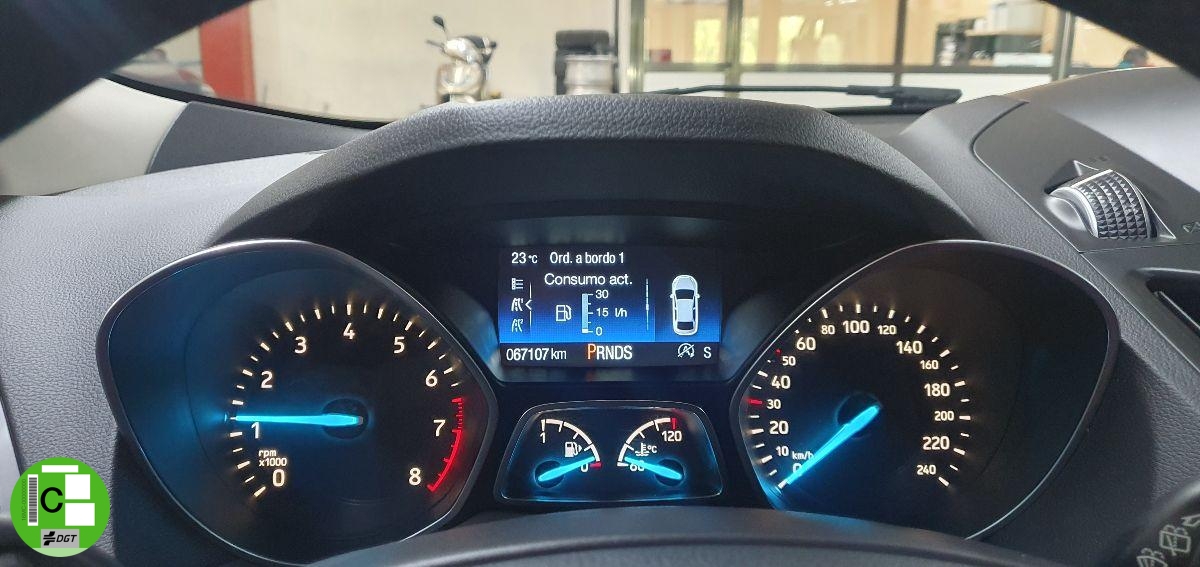 23 °C Ord. a bordo 1
Consumo act.
30
15 l/h
0
067107 km PRNDS S
0 1 2 3 4 5 6 7 8
rpm
x1000
1 0
60 °C 120
0 10 20 30 40 50 60 80 100 120 140 160 180 200 220 240
km/h
C
DGT